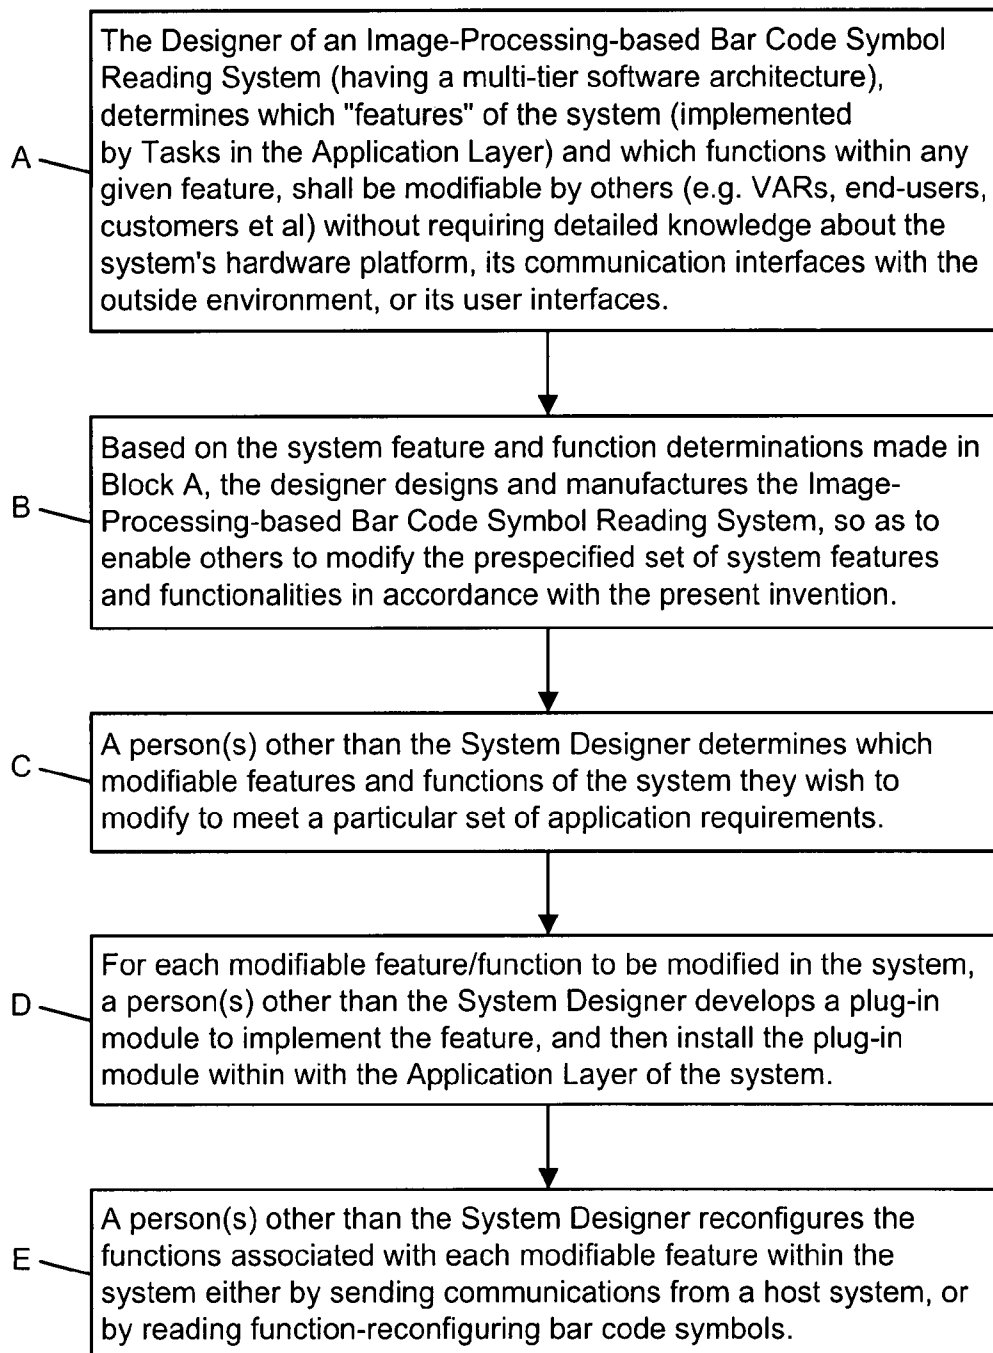 The Designer of an Image-Processing-based Bar Code Symbol
Reading System (having a multi-tier software architecture),
determines which "features" of the system (implemented
by Tasks in the Application Layer) and which functions within any
given feature, shall be modifiable by others (e.g. VARs, end-users,
customers et al) without requiring detailed knowledge about the
system's hardware platform, its communication interfaces with the
outside environment, or its user interfaces.
A
Based on the system feature and function determinations made in
Block A, the designer designs and manufactures the Image-
Processing-based Bar Code Symbol Reading System, so as to
enable others to modify the prespecified set of system features
and functionalities in accordance with the present invention.
B
A person(s) other than the System Designer determines which
modifiable features and functions of the system they wish to
modify to meet a particular set of application requirements.
C
For each modifiable feature/function to be modified in the system,
a person(s) other than the System Designer develops a plug-in
module to implement the feature, and then install the plug-in
module within with the Application Layer of the system.
D
A person(s) other than the System Designer reconfigures the
functions associated with each modifiable feature within the
system either by sending communications from a host system, or
by reading function-reconfiguring bar code symbols.
E